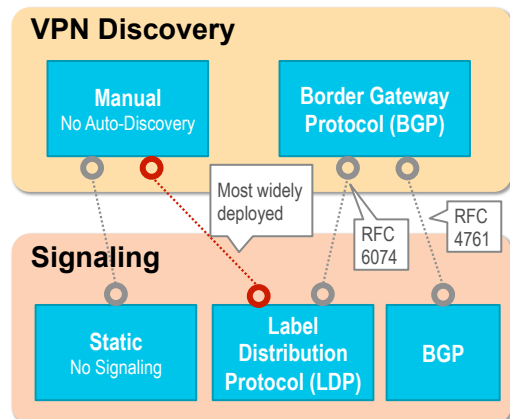 VPN Discovery
Manual
No Auto-Discovery
Border Gateway
Protocol (BGP)
Most widely
deployed
RFC
6074
RFC
4761
Signaling
Static
No Signaling
Label
Distribution
Protocol (LDP)
BGP